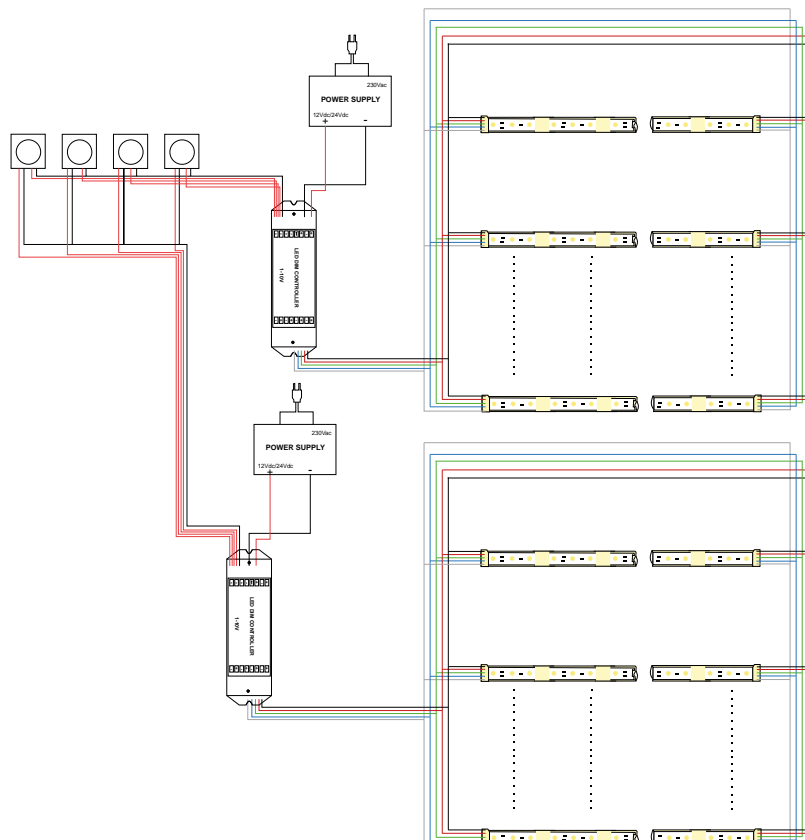 230Vac
POWER SUPPLY
12Vdc/24Vdc
+ -
LED DIM CONTROLLER
1-10V
230Vac
POWER SUPPLY
12Vdc/24Vdc
+ -
LED DIM CONTROLLER
1-10V